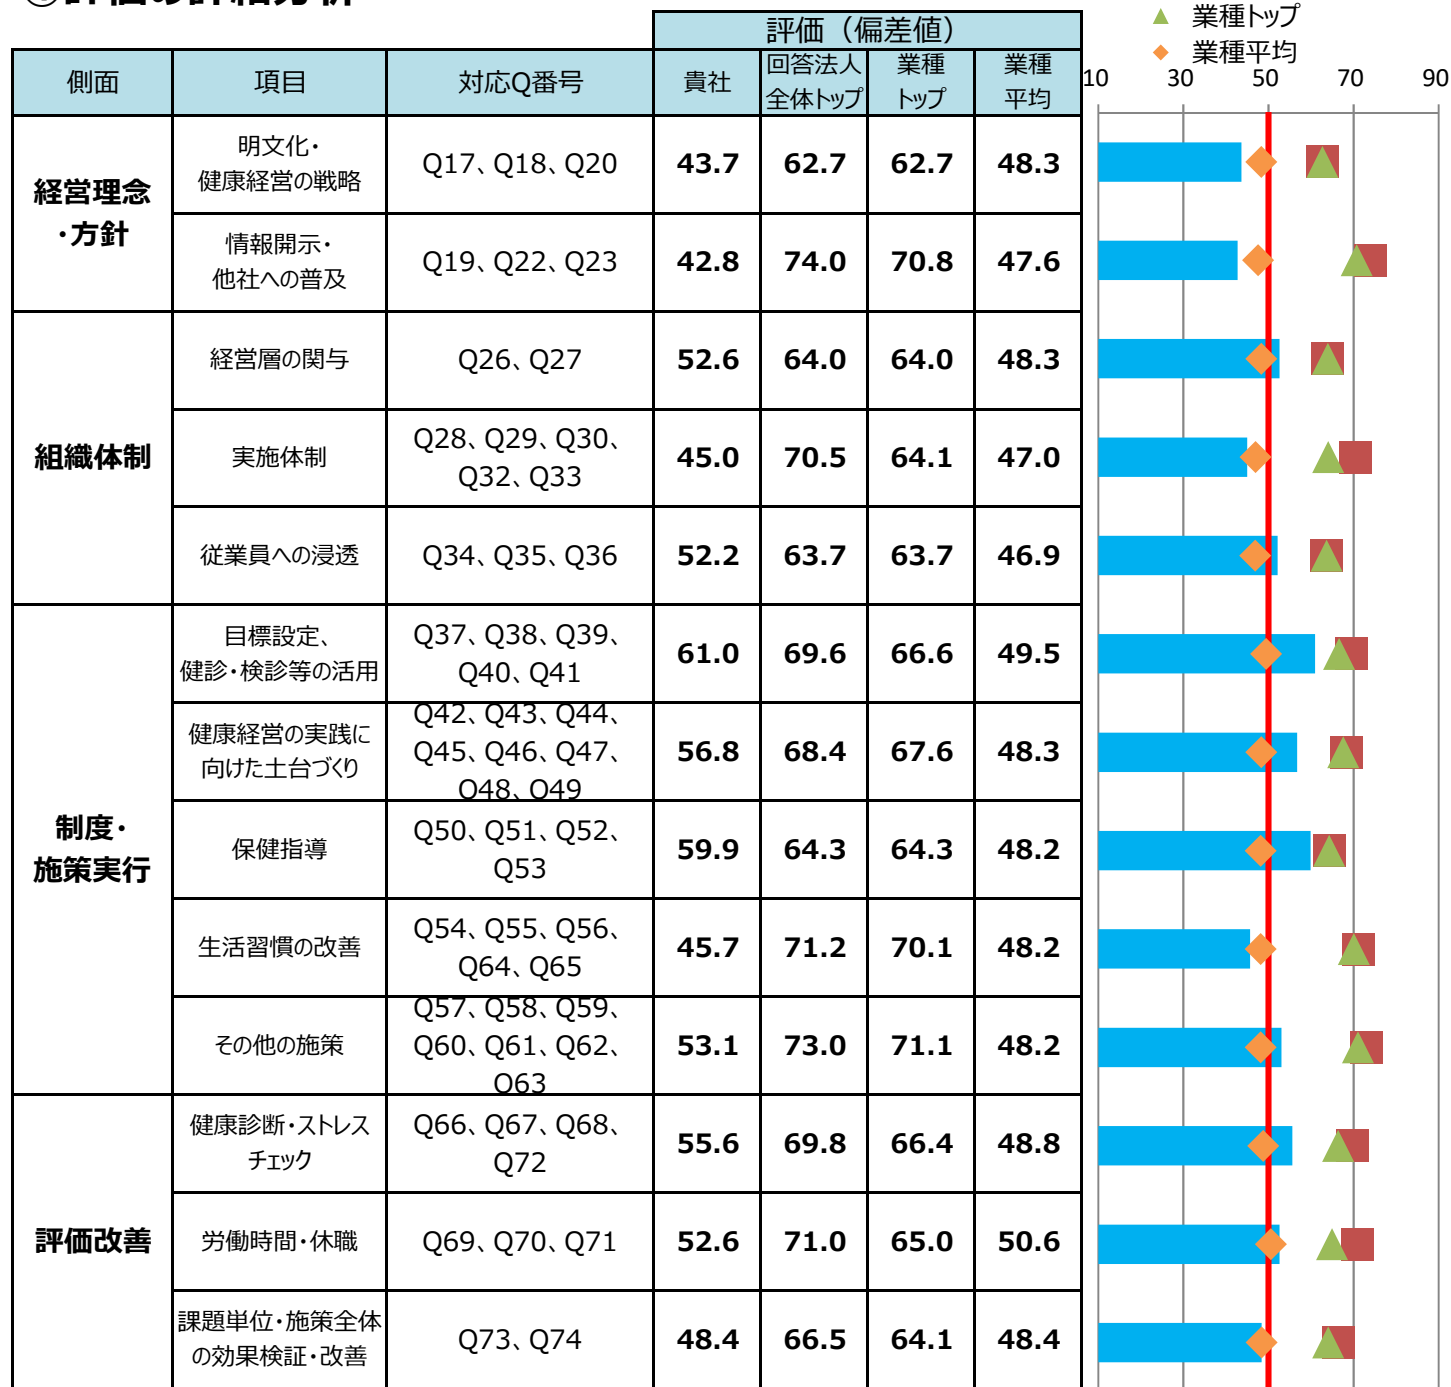 ▲ 業種トップ
◆ 業種平均
評価（偏差値）
側面 項目 対応Q番号 貴社 回答法人 業種 業種
全体トップ トップ 平均
10 30 50 70 90
経営理念
・方針
明文化・
健康経営の戦略
Q17、Q18、Q20 43.7 62.7 62.7 48.3
情報開示・
他社への普及
Q19、Q22、Q23 42.8 74.0 70.8 47.6
組織体制
経営層の関与 Q26、Q27 52.6 64.0 64.0 48.3
実施体制
Q28、Q29、Q30、
Q32、Q33
45.0 70.5 64.1 47.0
従業員への浸透 Q34、Q35、Q36 52.2 63.7 63.7 46.9
制度・
施策実行
目標設定、
健診・検診等の活用
Q37、Q38、Q39、
Q40、Q41
61.0 69.6 66.6 49.5
健康経営の実践に
向けた土台づくり
Q42、Q43、Q44、
Q45、Q46、Q47、
Q48、Q49
56.8 68.4 67.6 48.3
保健指導
Q50、Q51、Q52、
Q53
59.9 64.3 64.3 48.2
生活習慣の改善
Q54、Q55、Q56、
Q64、Q65
45.7 71.2 70.1 48.2
その他の施策
Q57、Q58、Q59、
Q60、Q61、Q62、
Q63
53.1 73.0 71.1 48.2
評価改善
健康診断・ストレス
チェック
Q66、Q67、Q68、
Q72
55.6 69.8 66.4 48.8
労働時間・休職 Q69、Q70、Q71 52.6 71.0 65.0 50.6
課題単位・施策全体
の効果検証・改善
Q73、Q74 48.4 66.5 64.1 48.4